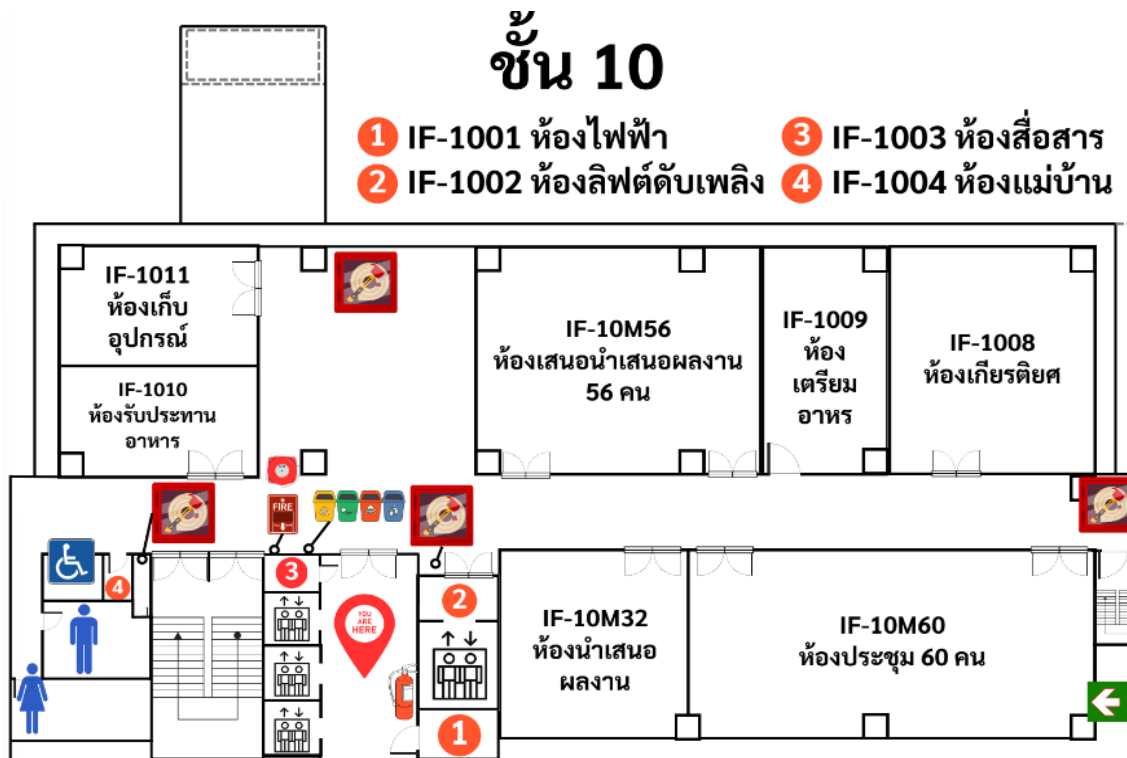 ชั้น 10
1 IF-1001 ห้องไฟฟ้า
2 IF-1002 ห้องลิฟต์ดับเพลิง
3 IF-1003 ห้องสื่อสาร
4 IF-1004 ห้องแม่บ้าน
IF-1011
ห้องเก็บ
อุปกรณ์
IF-1010
ห้องรับประทาน
อาหาร
IF-10M56
ห้องเสนอนำเสนอผลงาน
56 คน
IF-1009
ห้อง
เตรียม
อาหร
IF-1008
ห้องเกียรติยศ
FIRE
3
4
2
YOU
ARE
HERE
1
IF-10M32
ห้องนำเสนอ
ผลงาน
IF-10M60
ห้องประชุม 60 คน